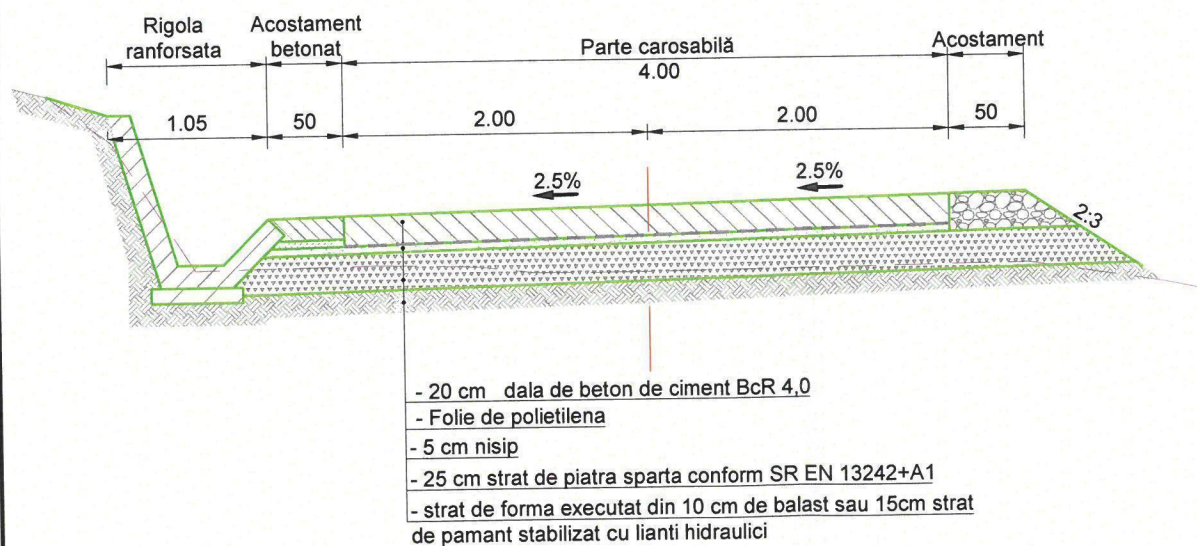 Rigola
ranforsata
Acostament
betonat
Parte carosabilă
4.00
Acostament
1.05
50
2.00
2.00
50
2.5%
2.5%
2:3
- 20 cm dala de beton de ciment BcR 4,0
- Folie de polietilena
- 5 cm nisip
- 25 cm strat de piatra sparta conform SR EN 13242+A1
- strat de forma executat din 10 cm de balast sau 15cm strat
de pamant stabilizat cu lianti hidraulici